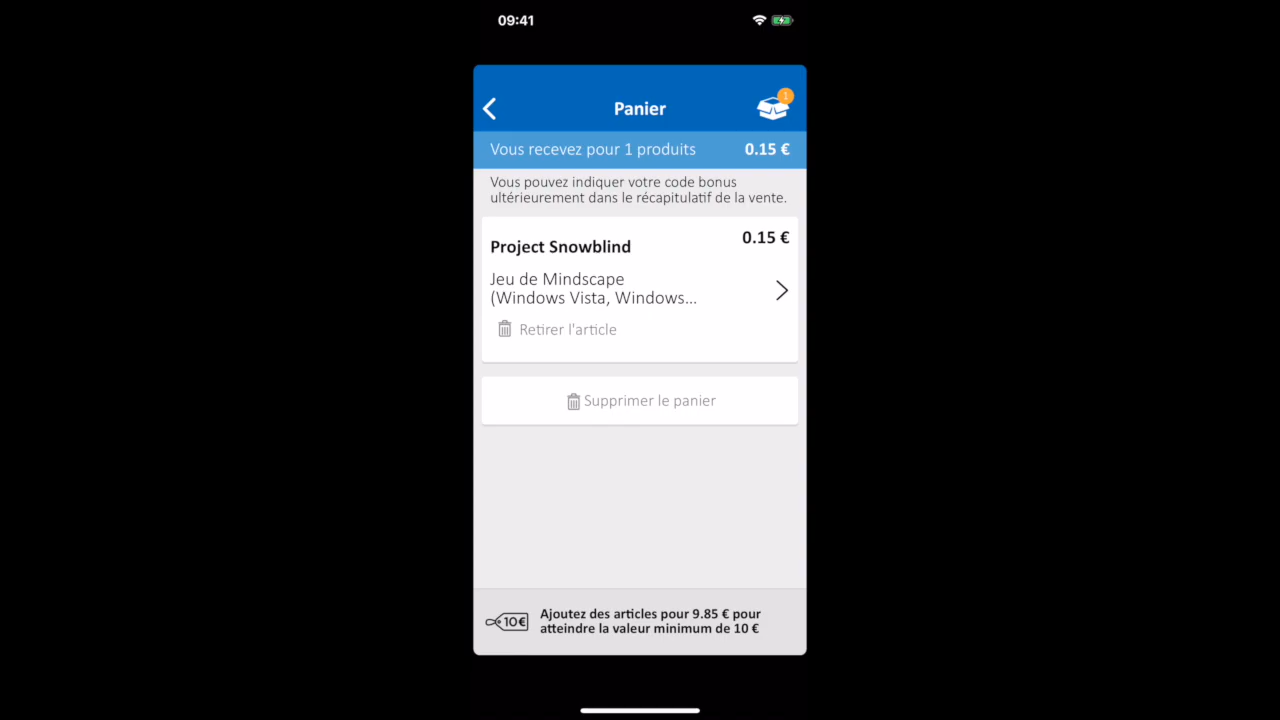 09:41
Panier
1
Vous recevez pour 1 produits
0.15 €
Vous pouvez indiquer votre code bonus
ultérieurement dans le récapitulatif de la vente.
0.15 €
Project Snowblind
Jeu de Mindscape
(Windows Vista, Windows...
Retirer l'article
Supprimer le panier
10€
Ajoutez des articles pour 9.85 € pour
atteindre la valeur minimum de 10 €